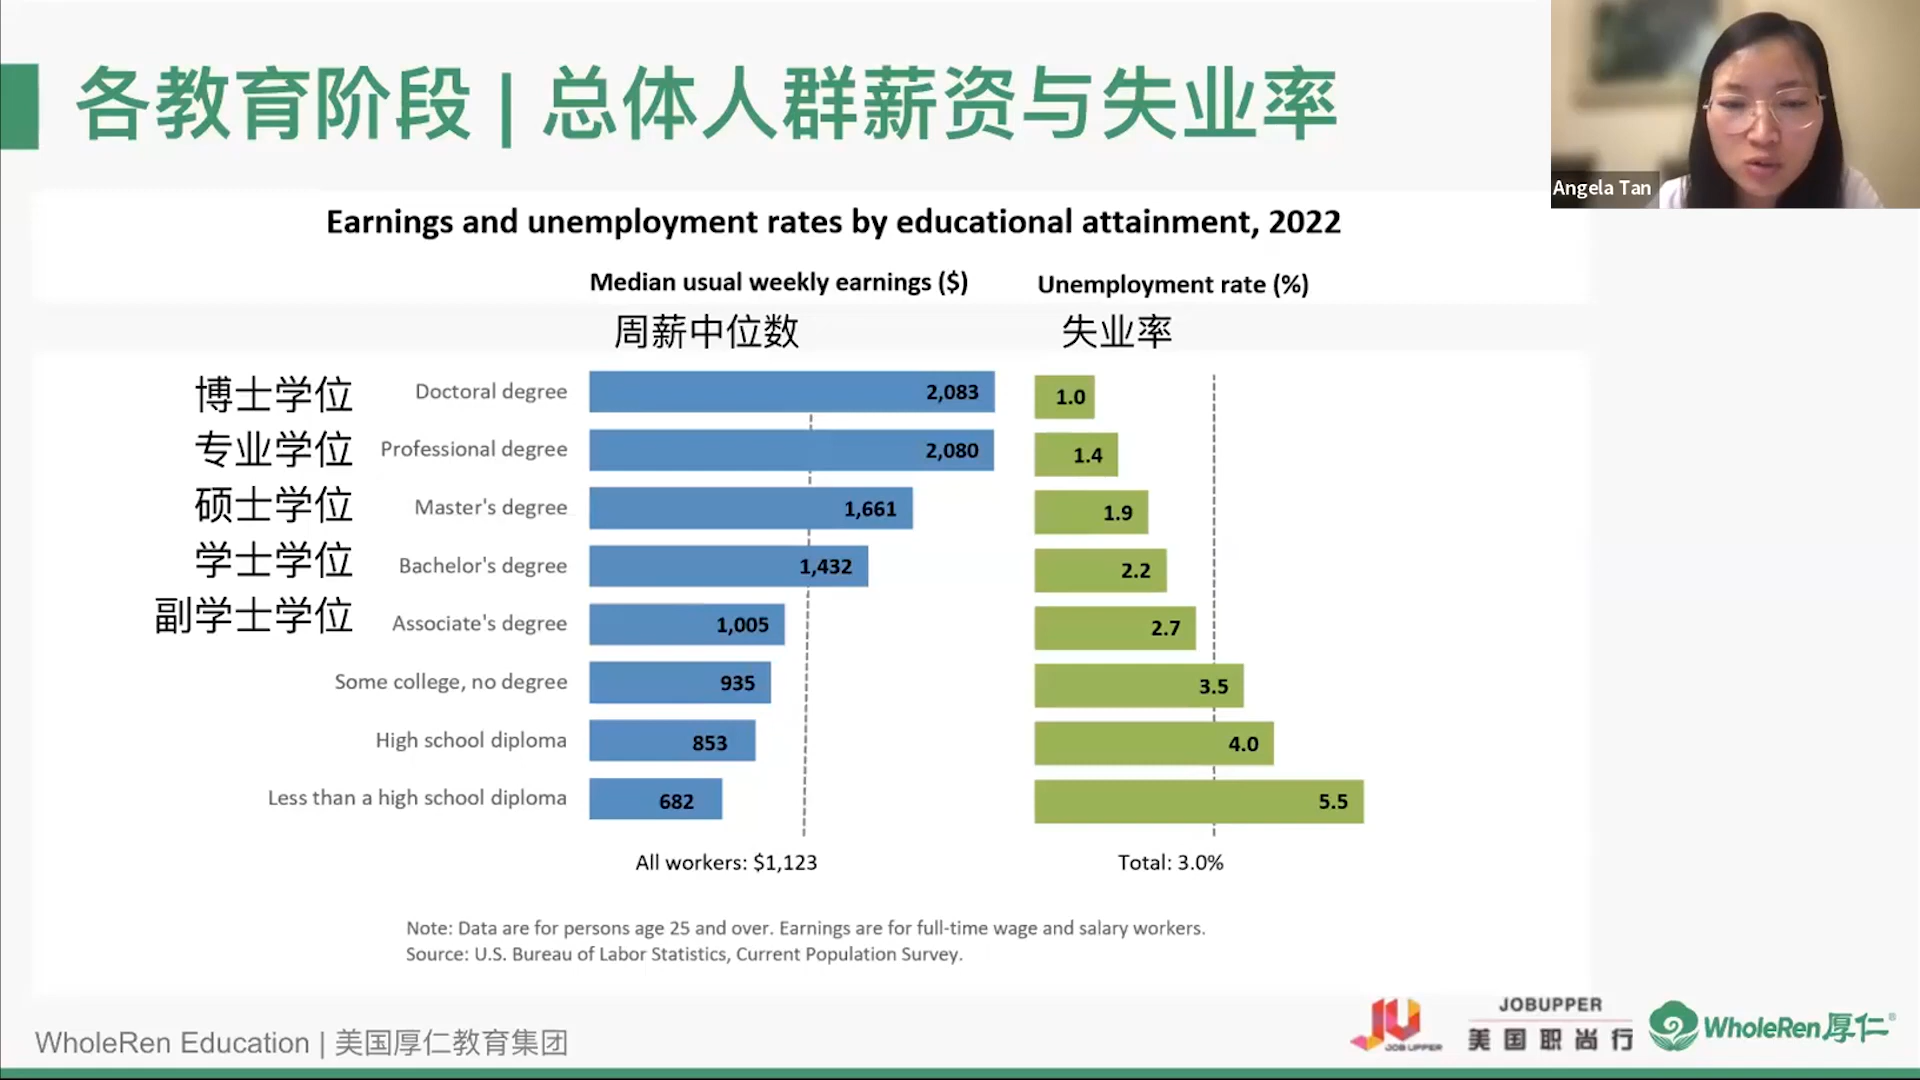 各教育阶段 | 总体人群薪资与失业率
Angela Tan
Earnings and unemployment rates by educational attainment, 2022
Median usual weekly earnings ($)
Unemployment rate (%)
周薪中位数
失业率
博士学位 Doctoral degree 2,083 1.0
专业学位 Professional degree 2,080 1.4
硕士学位 Master's degree 1,661 1.9
学士学位 Bachelor's degree 1,432 2.2
副学士学位 Associate's degree 1,005 2.7
Some college, no degree 935 3.5
High school diploma 853 4.0
Less than a high school diploma 682 5.5
All workers: $1,123
Total: 3.0%
Note: Data are for persons age 25 and over. Earnings are for full-time wage and salary workers.
Source: U.S. Bureau of Labor Statistics, Current Population Survey.
WholeRen Education | 美国厚仁教育集团
JOB UPPER
JOBUPPER
美国职尚行
WholeRen厚仁®